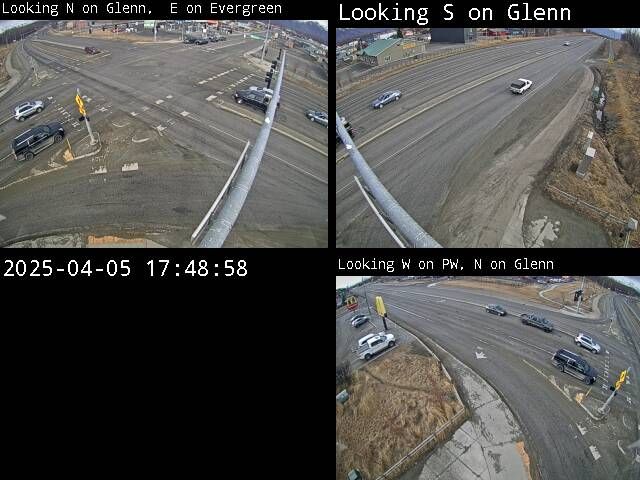 Looking N on Glenn,  E on Evergreen
Looking S on Glenn
2025-04-05 17:48:58
Looking W on PW, N on Glenn